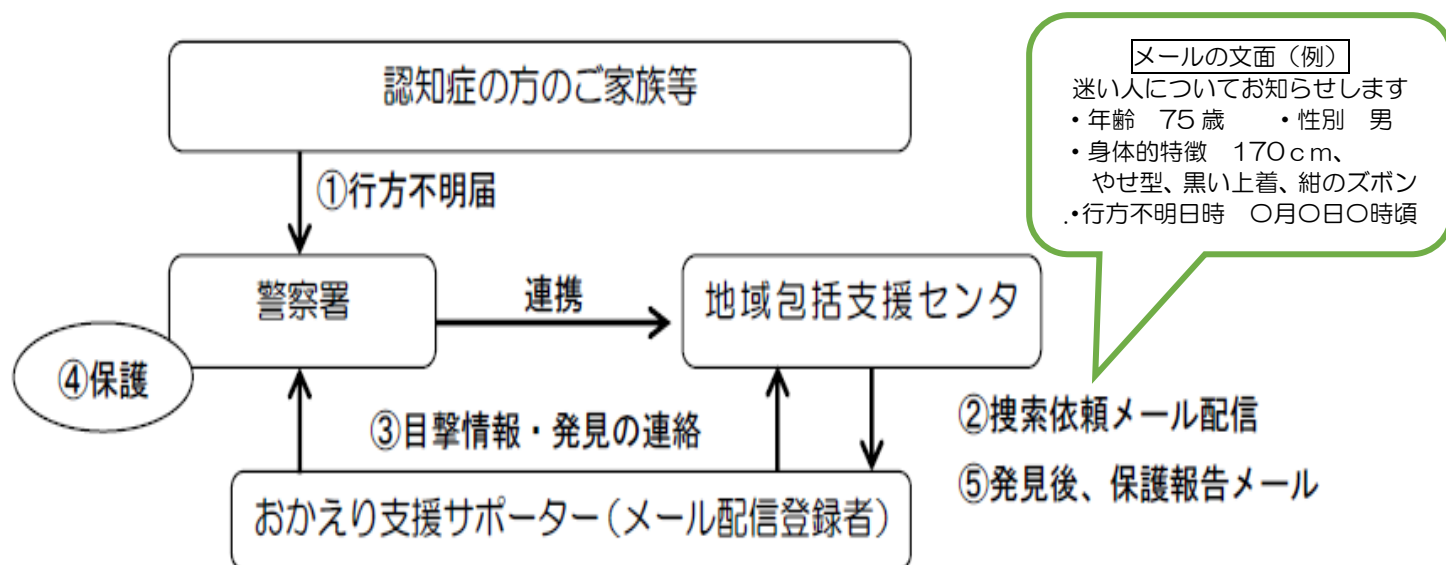 認知症の方のご家族等
①行方不明届
警察署
連携
地域包括支援センタ
④保護
③目撃情報・発見の連絡
おかえり支援サポーター(メール配信登録者)
②捜索依頼メール配信
⑤発見後、保護報告メール
メールの文面(例)
迷い人についてお知らせします
・年齢 75歳 ・性別 男
・身体的特徴 170cm、
やせ型、黒い上着、紺のズボン
.・行方不明日時 〇月〇日〇時頃